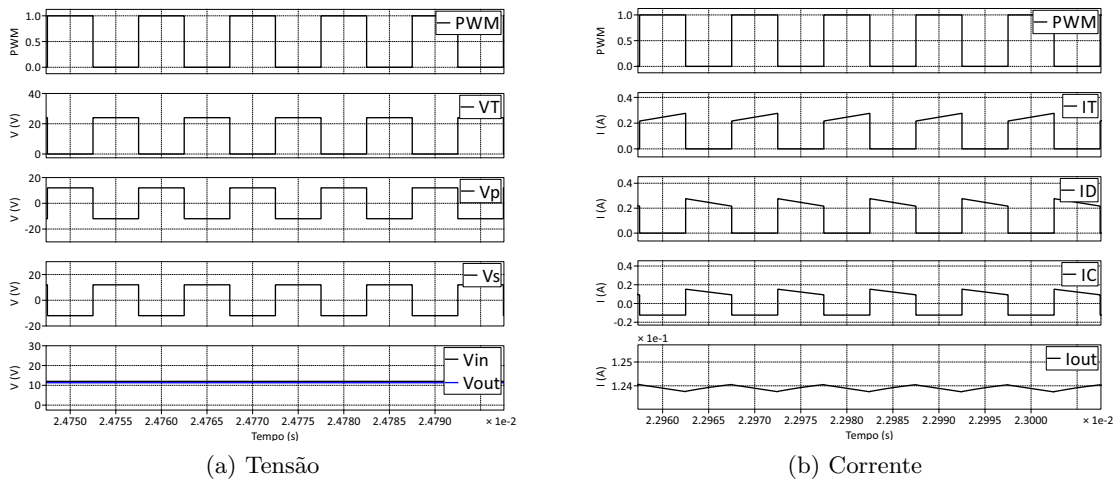 PWM
1.0
0.5
0.0
PWM
VT
40
20
0
V (V)
Vp
20
0
-20
V (V)
Vs
20
0
-20
V (V)
Vin
Vout
30
20
10
0
V (V)
2.4750 2.4755 2.4760 2.4765 2.4770 2.4775 2.4780 2.4785 2.4790
× 1e-2
Tempo (s)
(a) Tensão
PWM
1.0
0.5
0.0
PWM
IT
0.4
0.2
0.0
I (A)
ID
0.4
0.2
0.0
I (A)
IC
0.4
0.2
0.0
-0.2
I (A)
× 1e-1
Iout
1.25
1.24
I (A)
2.2960 2.2965 2.2970 2.2975 2.2980 2.2985 2.2990 2.2995 2.3000
× 1e-2
Tempo (s)
(b) Corrente